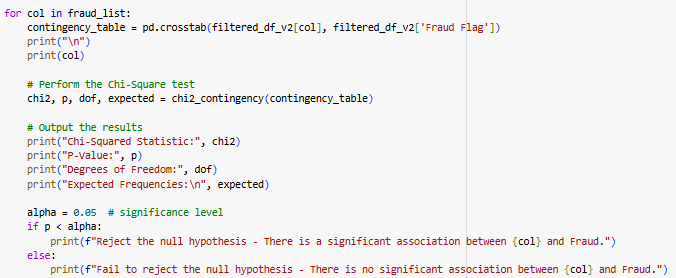 for col in fraud_list:
    contingency_table = pd.crosstab(filtered_df_v2[col], filtered_df_v2['Fraud Flag'])
    print("\n")
    print(col)

    # Perform the Chi-Square test
    chi2, p, dof, expected = chi2_contingency(contingency_table)

    # Output the results
    print("Chi-Squared Statistic:", chi2)
    print("P-Value:", p)
    print("Degrees of Freedom:", dof)
    print("Expected Frequencies:\n", expected)

    alpha = 0.05  # significance level
    if p < alpha:
        print(f"Reject the null hypothesis - There is a significant association between {col} and Fraud.")
    else:
        print(f"Fail to reject the null hypothesis - There is no significant association between {col} and Fraud.")